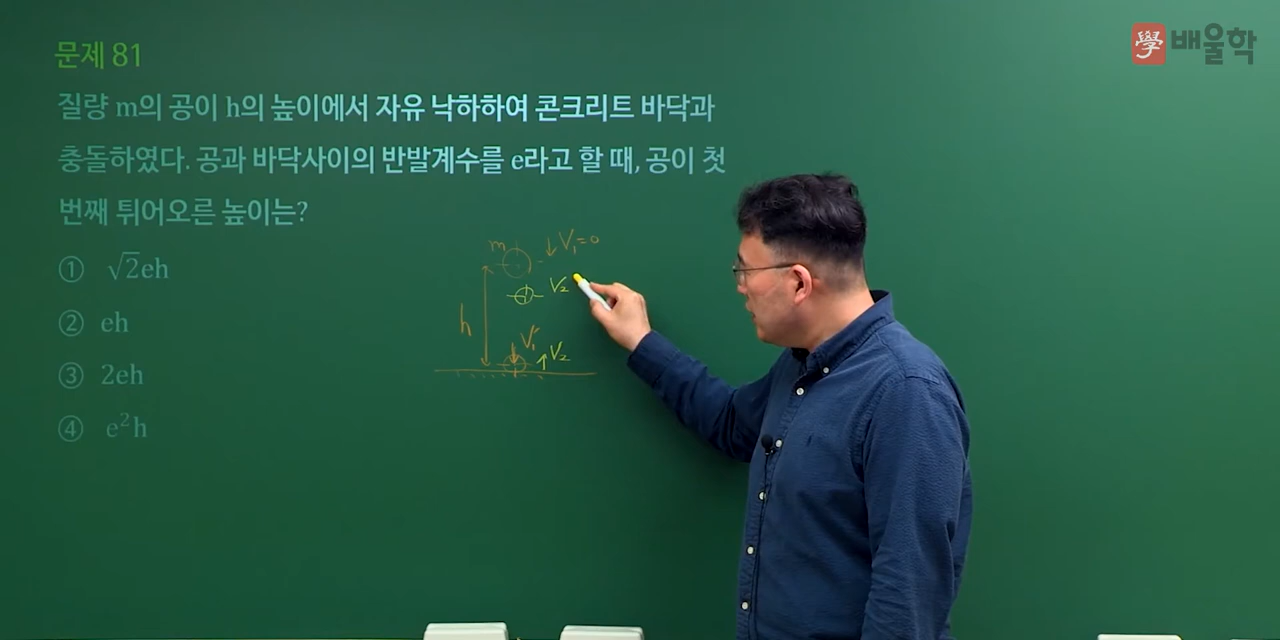 문제 81
學 배울학
질량 m의 공이 h의 높이에서 자유 낙하하여 콘크리트 바닥과
충돌하였다. 공과 바닥사이의 반발계수를 e라고 할 때, 공이 첫
번째 튀어오른 높이는?
① √2eh
② eh
③ 2eh
④ e²h
m V₁=0
V₂
h
V₁'
V₂